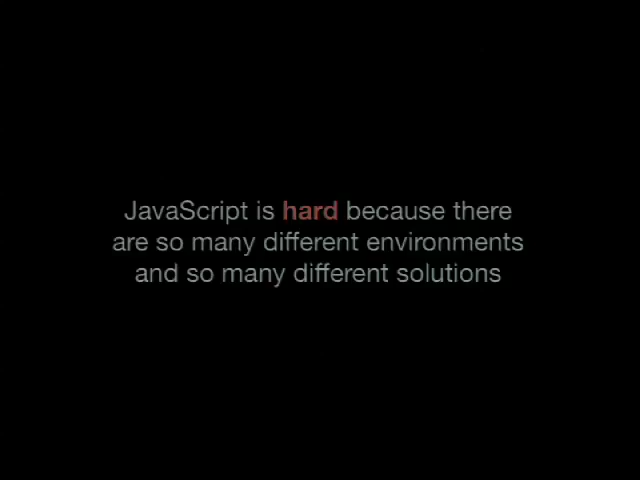 JavaScript is hard because there
are so many different environments
and so many different solutions